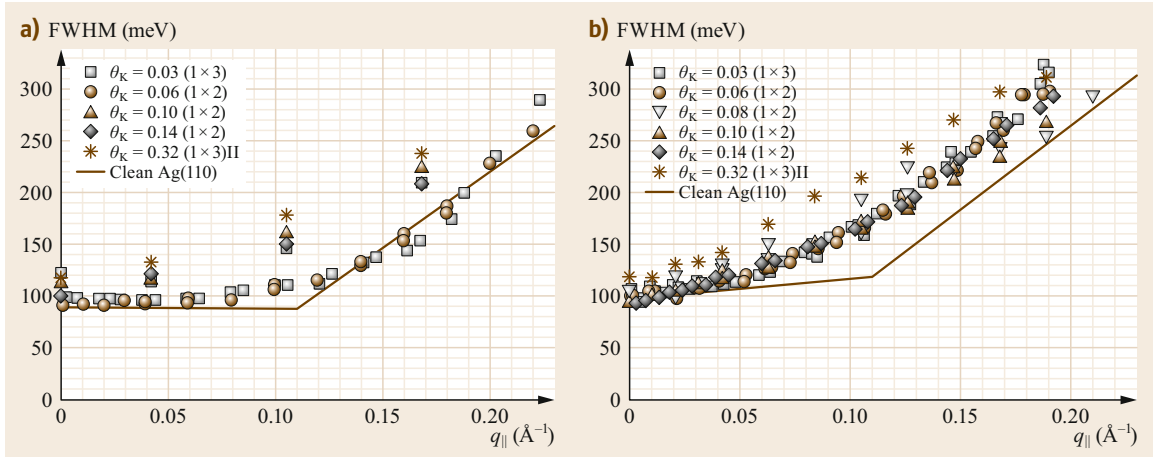 a) FWHM (meV)
300
250
200
150
100
50
0
0 0.05 0.10 0.15 0.20
q|| (Å⁻¹)
θK = 0.03 (1×3)
θK = 0.06 (1×2)
θK = 0.10 (1×2)
θK = 0.14 (1×2)
θK = 0.32 (1×3)II
Clean Ag(110)
b) FWHM (meV)
300
250
200
150
100
50
0
0 0.05 0.10 0.15 0.20
q|| (Å⁻¹)
θK = 0.03 (1×3)
θK = 0.06 (1×2)
θK = 0.08 (1×2)
θK = 0.10 (1×2)
θK = 0.14 (1×2)
θK = 0.32 (1×3)II
Clean Ag(110)